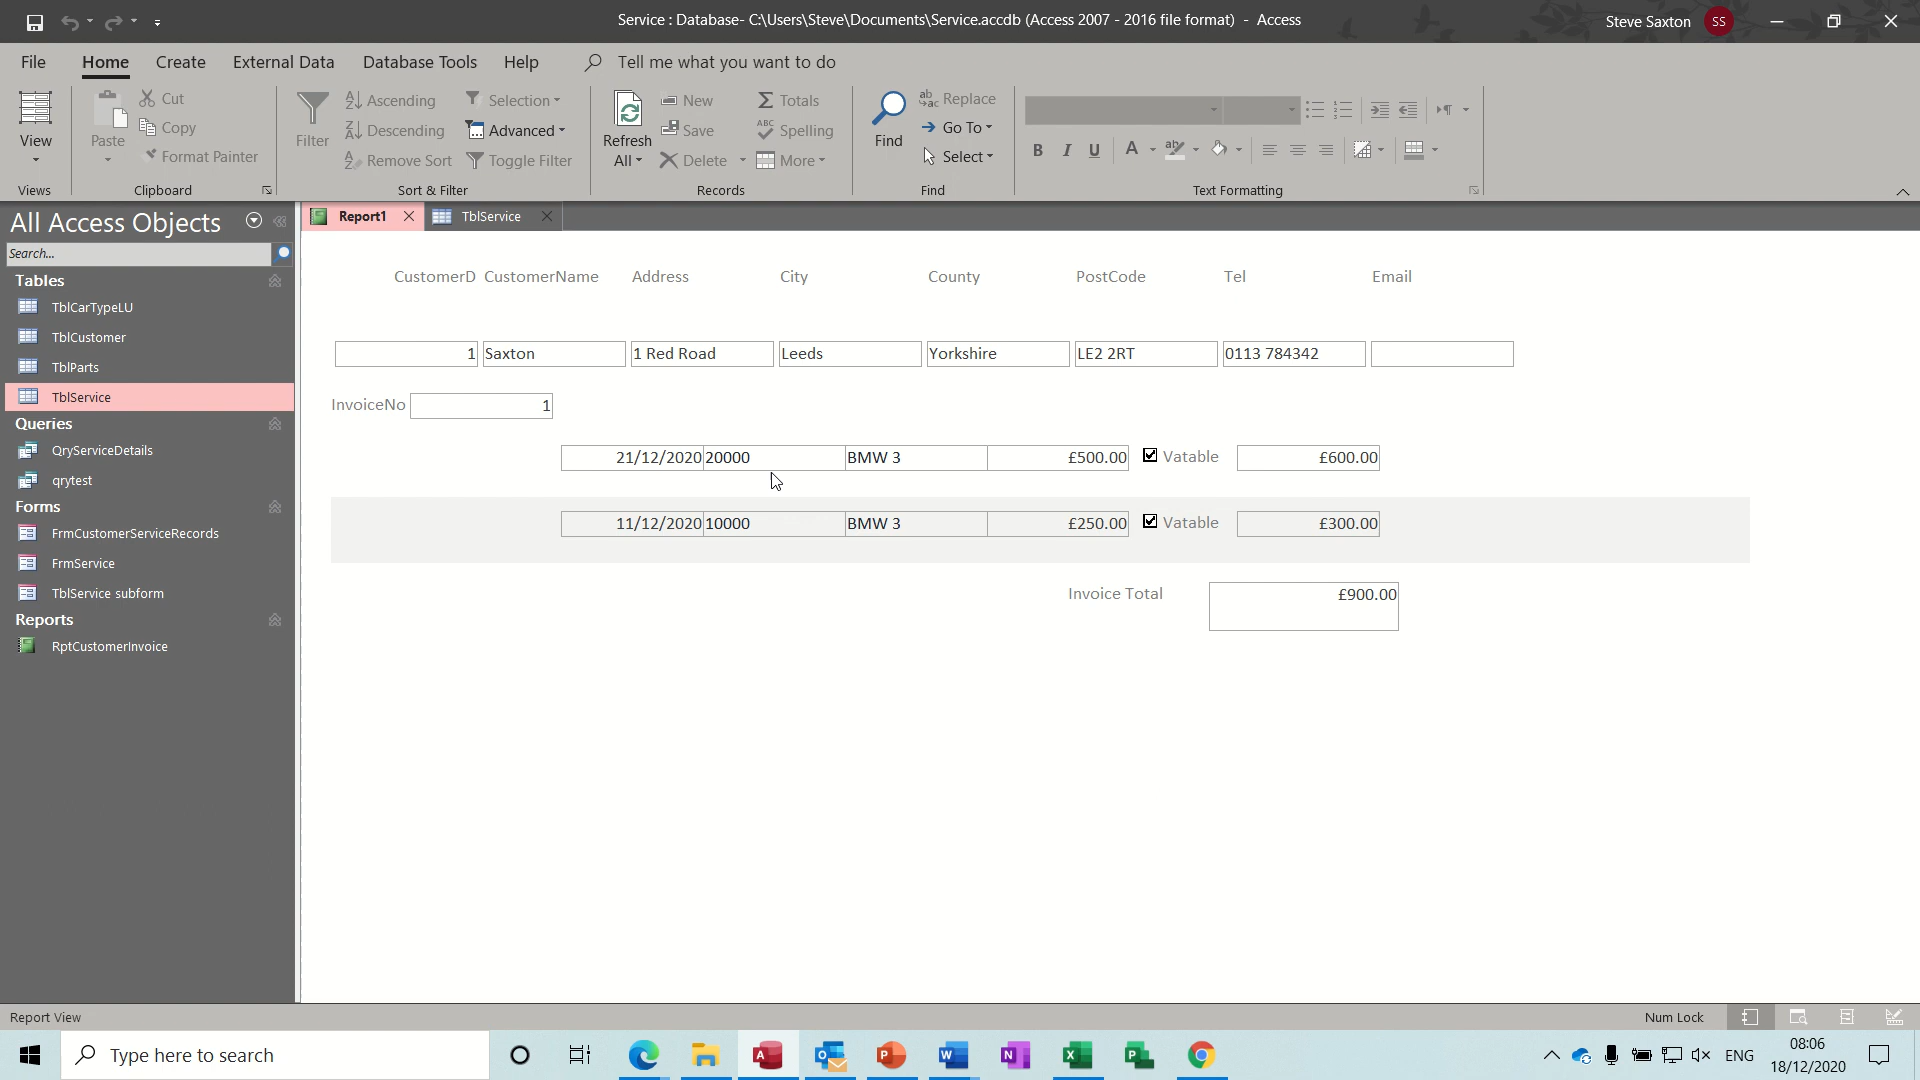 Service : Database- C:\Users\Steve\Documents\Service.accdb (Access 2007 - 2016 file format) - Access
Steve Saxton SS
File Home Create External Data Database Tools Help Tell me what you want to do
View
Views
Paste
Cut
Copy
Format Painter
Clipboard
Filter
Ascending
Descending
Remove Sort
Selection
Advanced
Toggle Filter
Sort & Filter
Refresh
All
New
Save
Delete
Totals
Spelling
More
Records
Find
Replace
Go To
Select
Find
B I U A
Text Formatting
All Access Objects
Search...
Tables
TblCarTypeLU
TblCustomer
TblParts
TblService
Queries
QryServiceDetails
qrytest
Forms
FrmCustomerServiceRecords
FrmService
TblService subform
Reports
RptCustomerInvoice
Report1 TblService
CustomerD CustomerName Address City County PostCode Tel Email
1 Saxton 1 Red Road Leeds Yorkshire LE2 2RT 0113 784342
InvoiceNo 1
21/12/2020 20000 BMW 3 £500.00 Vatable £600.00
11/12/2020 10000 BMW 3 £250.00 Vatable £300.00
Invoice Total £900.00
Report View Num Lock
Type here to search
ENG
08:06
18/12/2020